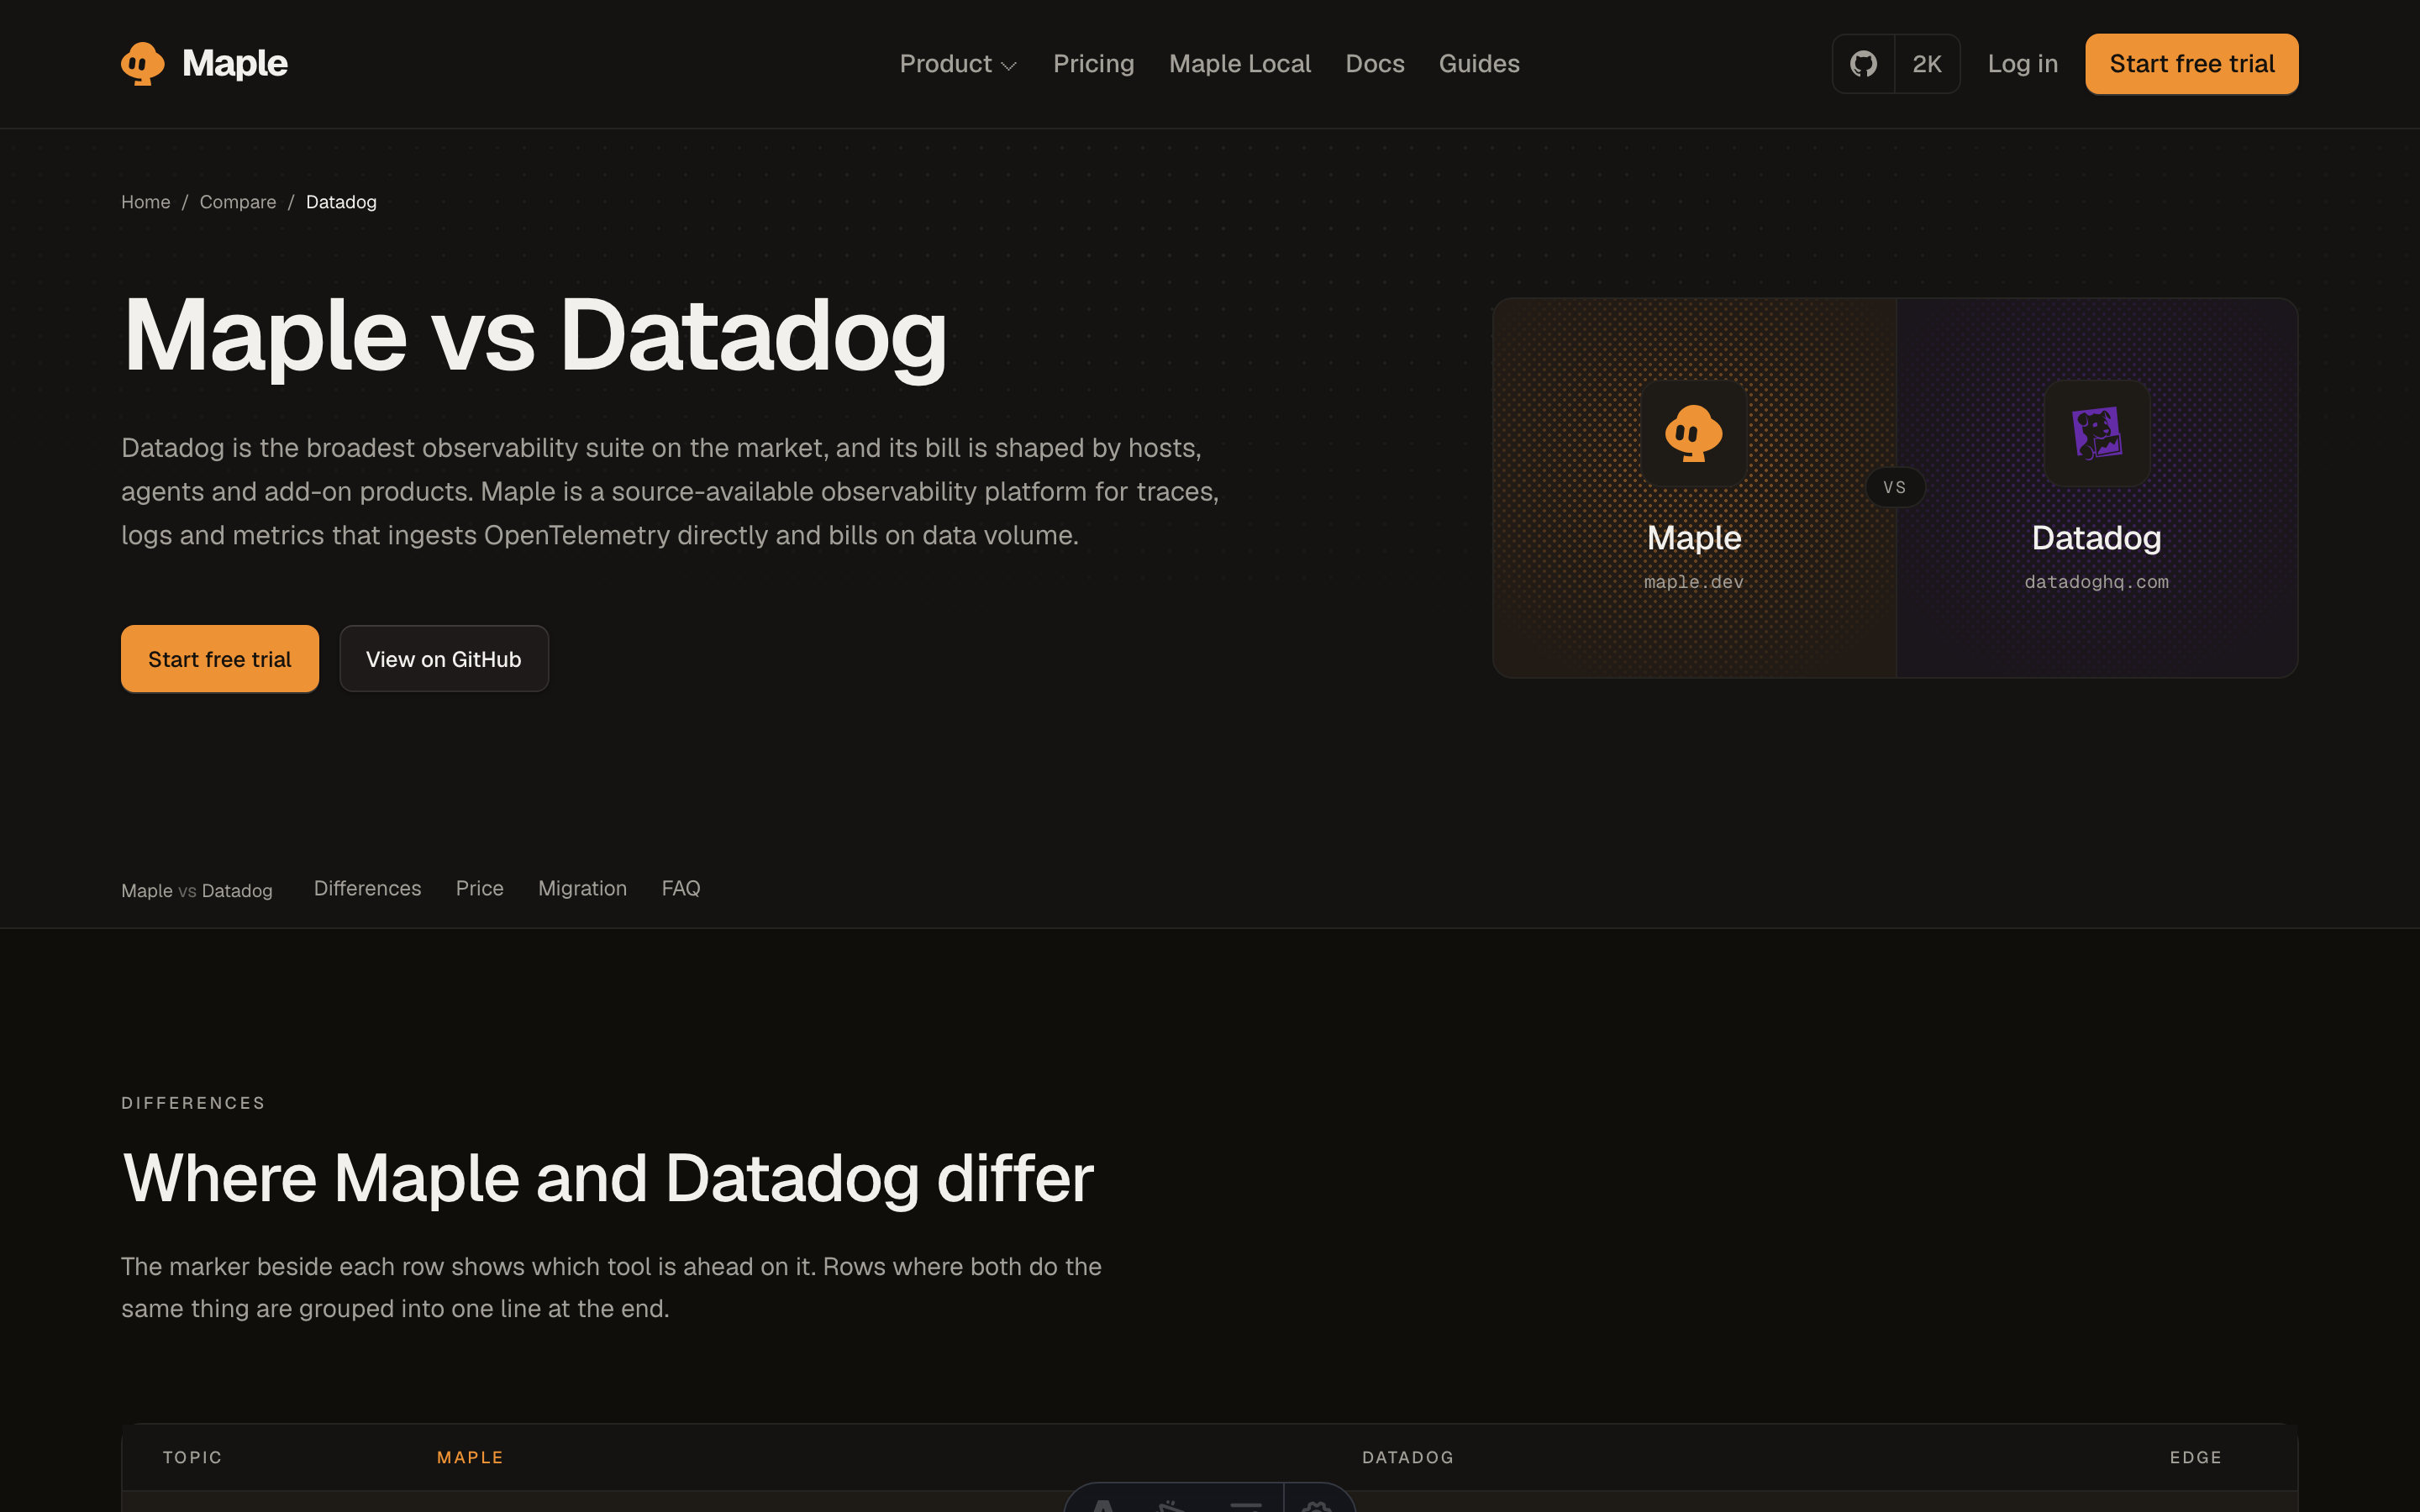 Maple
Product
Pricing
Maple Local
Docs
Guides
2K
Log in
Start free trial
Home / Compare / Datadog
Maple vs Datadog
Datadog is the broadest observability suite on the market, and its bill is shaped by hosts,
agents and add-on products. Maple is a source-available observability platform for traces,
logs and metrics that ingests OpenTelemetry directly and bills on data volume.
Start free trial
View on GitHub
Maple
maple.dev
VS
Datadog
datadoghq.com
Maple vs Datadog
Differences
Price
Migration
FAQ
DIFFERENCES
Where Maple and Datadog differ
The marker beside each row shows which tool is ahead on it. Rows where both do the
same thing are grouped into one line at the end.
TOPIC
MAPLE
DATADOG
EDGE